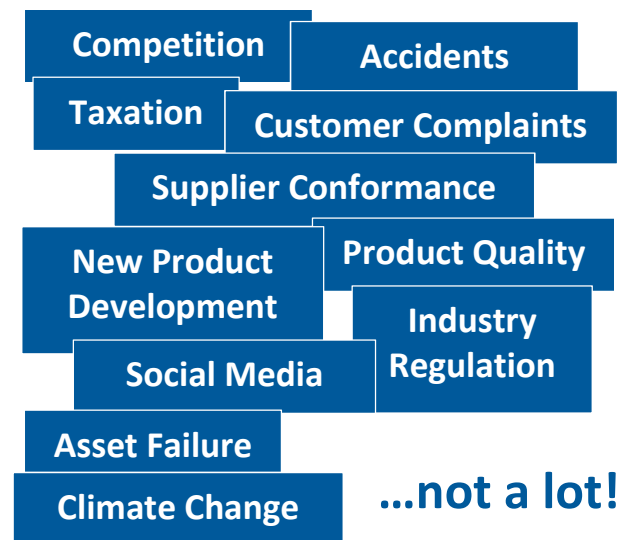 Competition
Accidents
Taxation
Customer Complaints
Supplier Conformance
New Product
Development
Product Quality
Industry
Regulation
Social Media
Asset Failure
Climate Change
...not a lot!